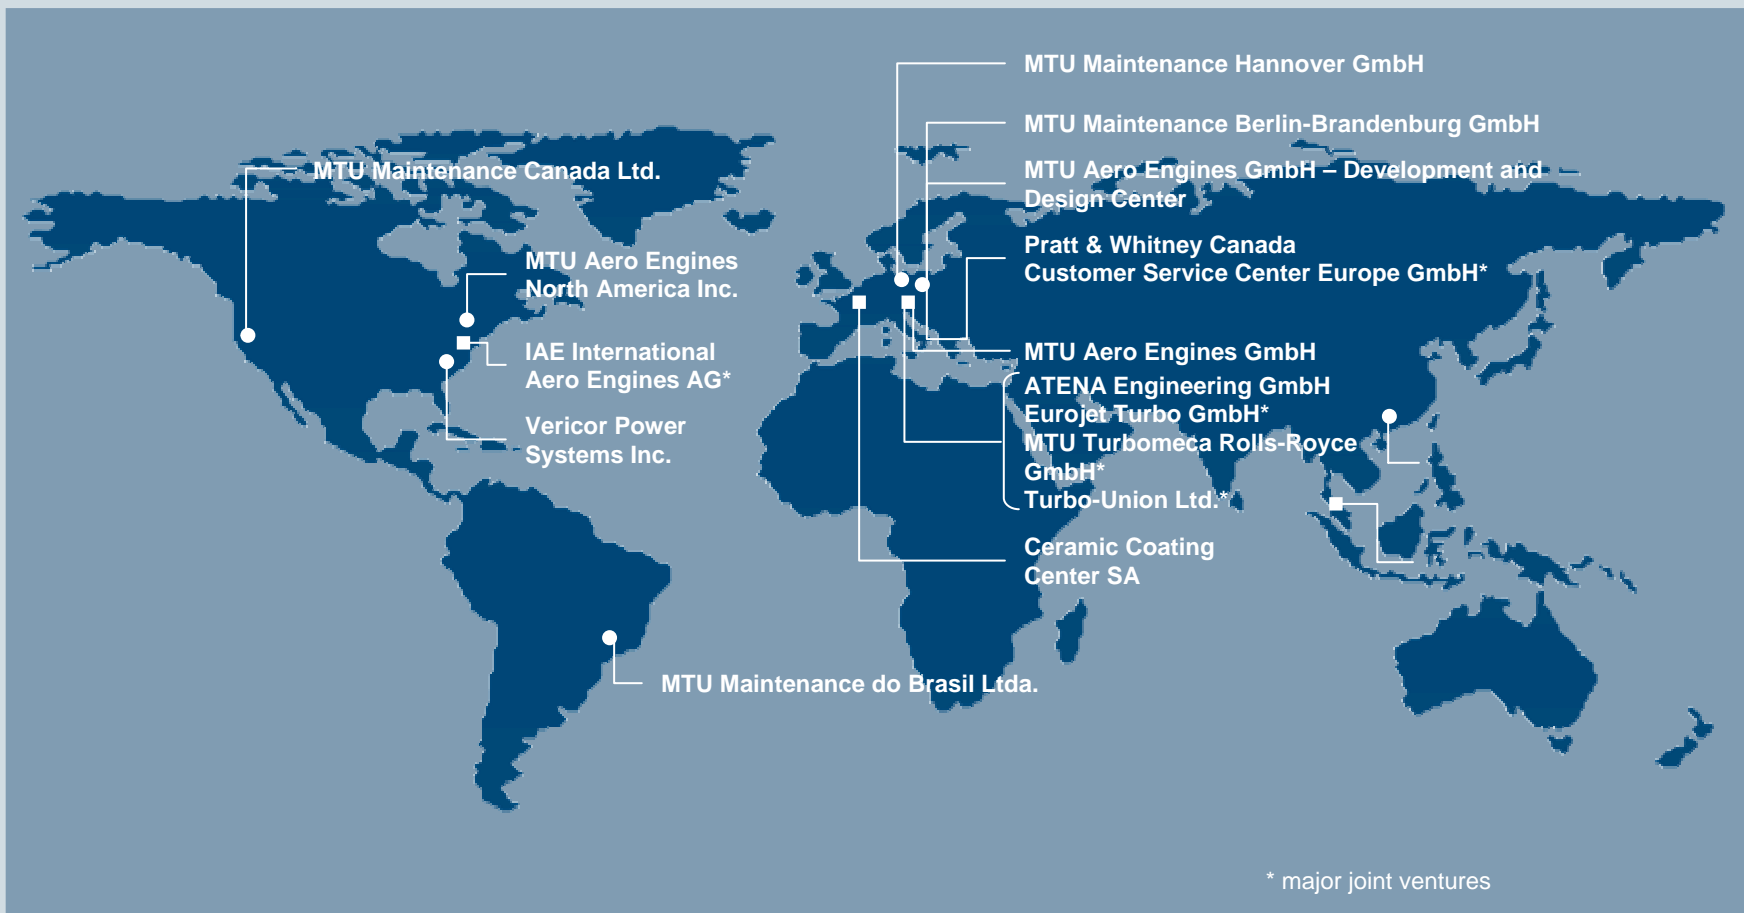 MTU Maintenance Hannover GmbH
MTU Maintenance Berlin-Brandenburg GmbH
MTU Maintenance Canada Ltd.
MTU Aero Engines GmbH – Development and
Design Center
MTU Aero Engines
North America Inc.
Pratt & Whitney Canada
Customer Service Center Europe GmbH*
IAE International
Aero Engines AG*
MTU Aero Engines GmbH
ATENA Engineering GmbH
Eurojet Turbo GmbH*
MTU Turbomeca Rolls-Royce
GmbH*
Turbo-Union Ltd.*
Vericor Power
Systems Inc.
Ceramic Coating
Center SA
MTU Maintenance do Brasil Ltda.
* major joint ventures